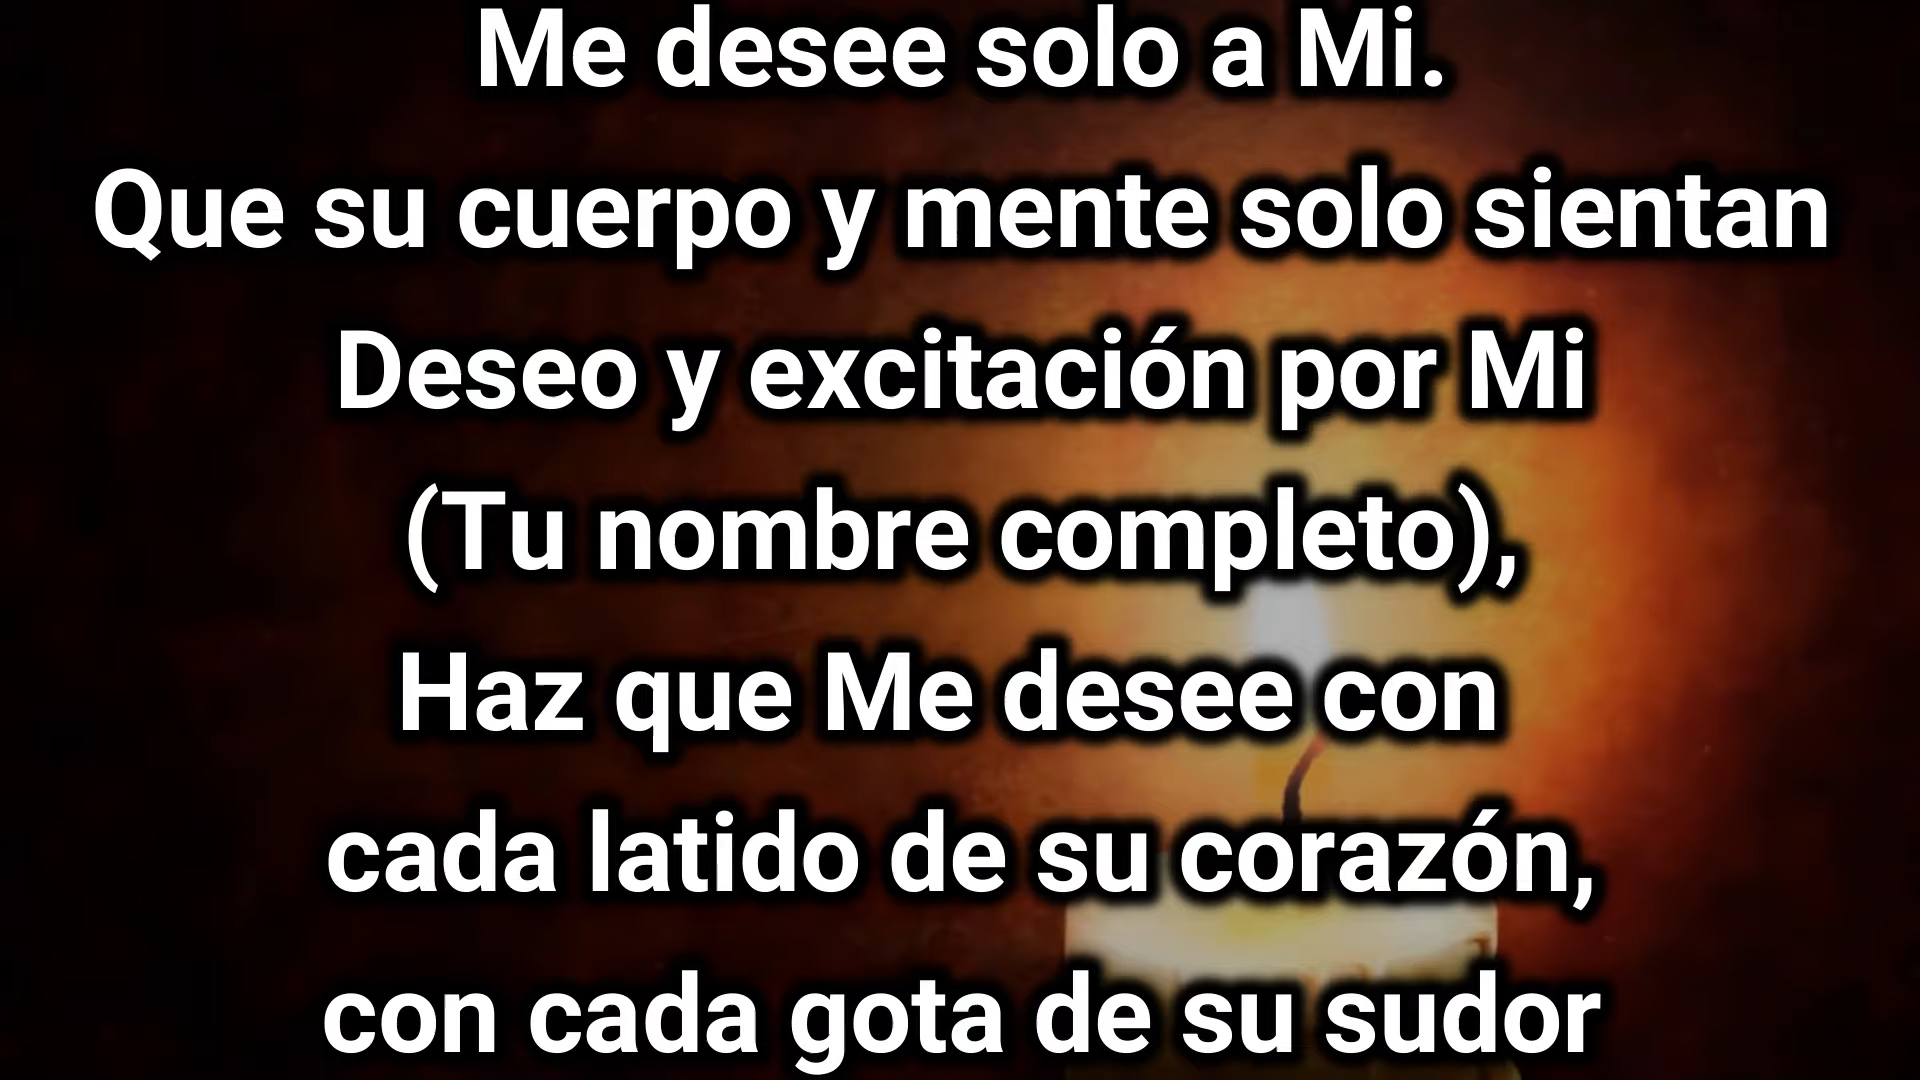 Me desee solo a Mi.
Que su cuerpo y mente solo sientan
Deseo y excitación por Mi
(Tu nombre completo),
Haz que Me desee con
cada latido de su corazón,
con cada gota de su sudor